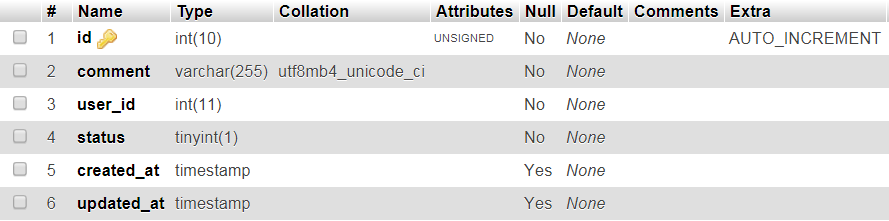 # Name Type Collation Attributes Null Default Comments Extra
1 id int(10) UNSIGNED No None AUTO_INCREMENT
2 comment varchar(255) utf8mb4_unicode_ci No None
3 user_id int(11) No None
4 status tinyint(1) No None
5 created_at timestamp Yes None
6 updated_at timestamp Yes None